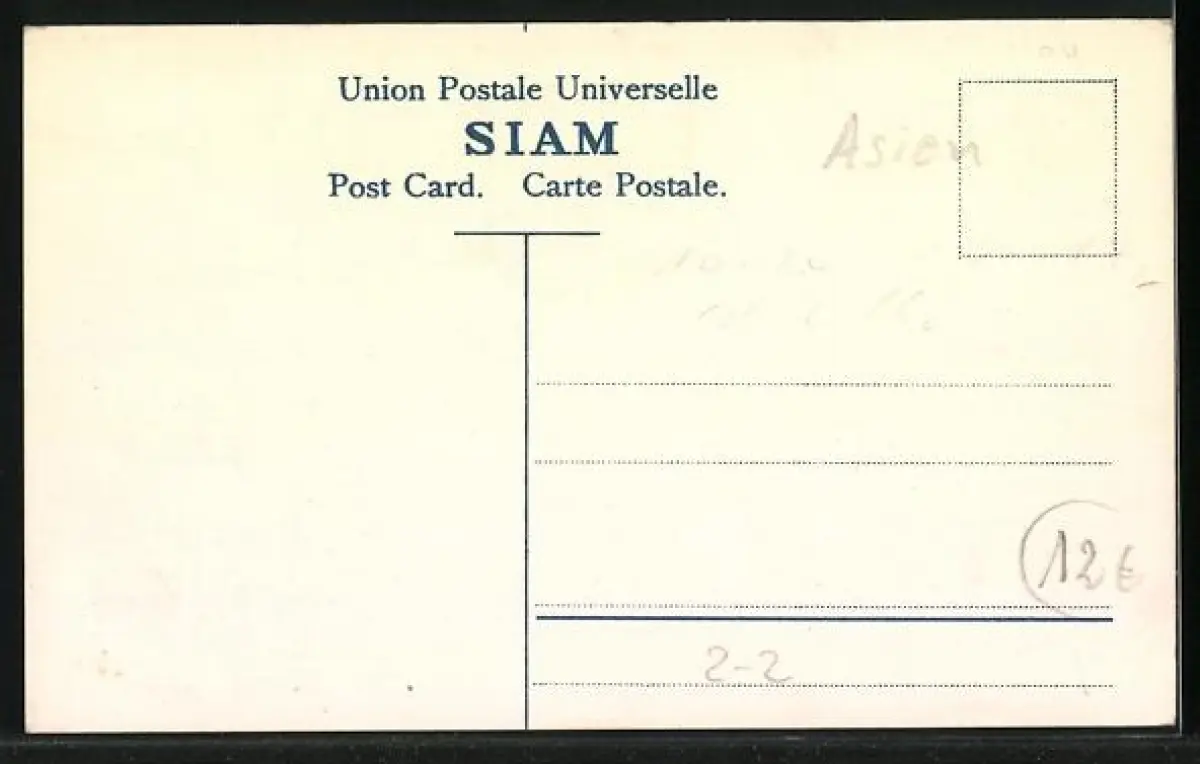 Union Postale Universelle
SIAM
Post Card. Carte Postale.
Asien
12 €
2-2